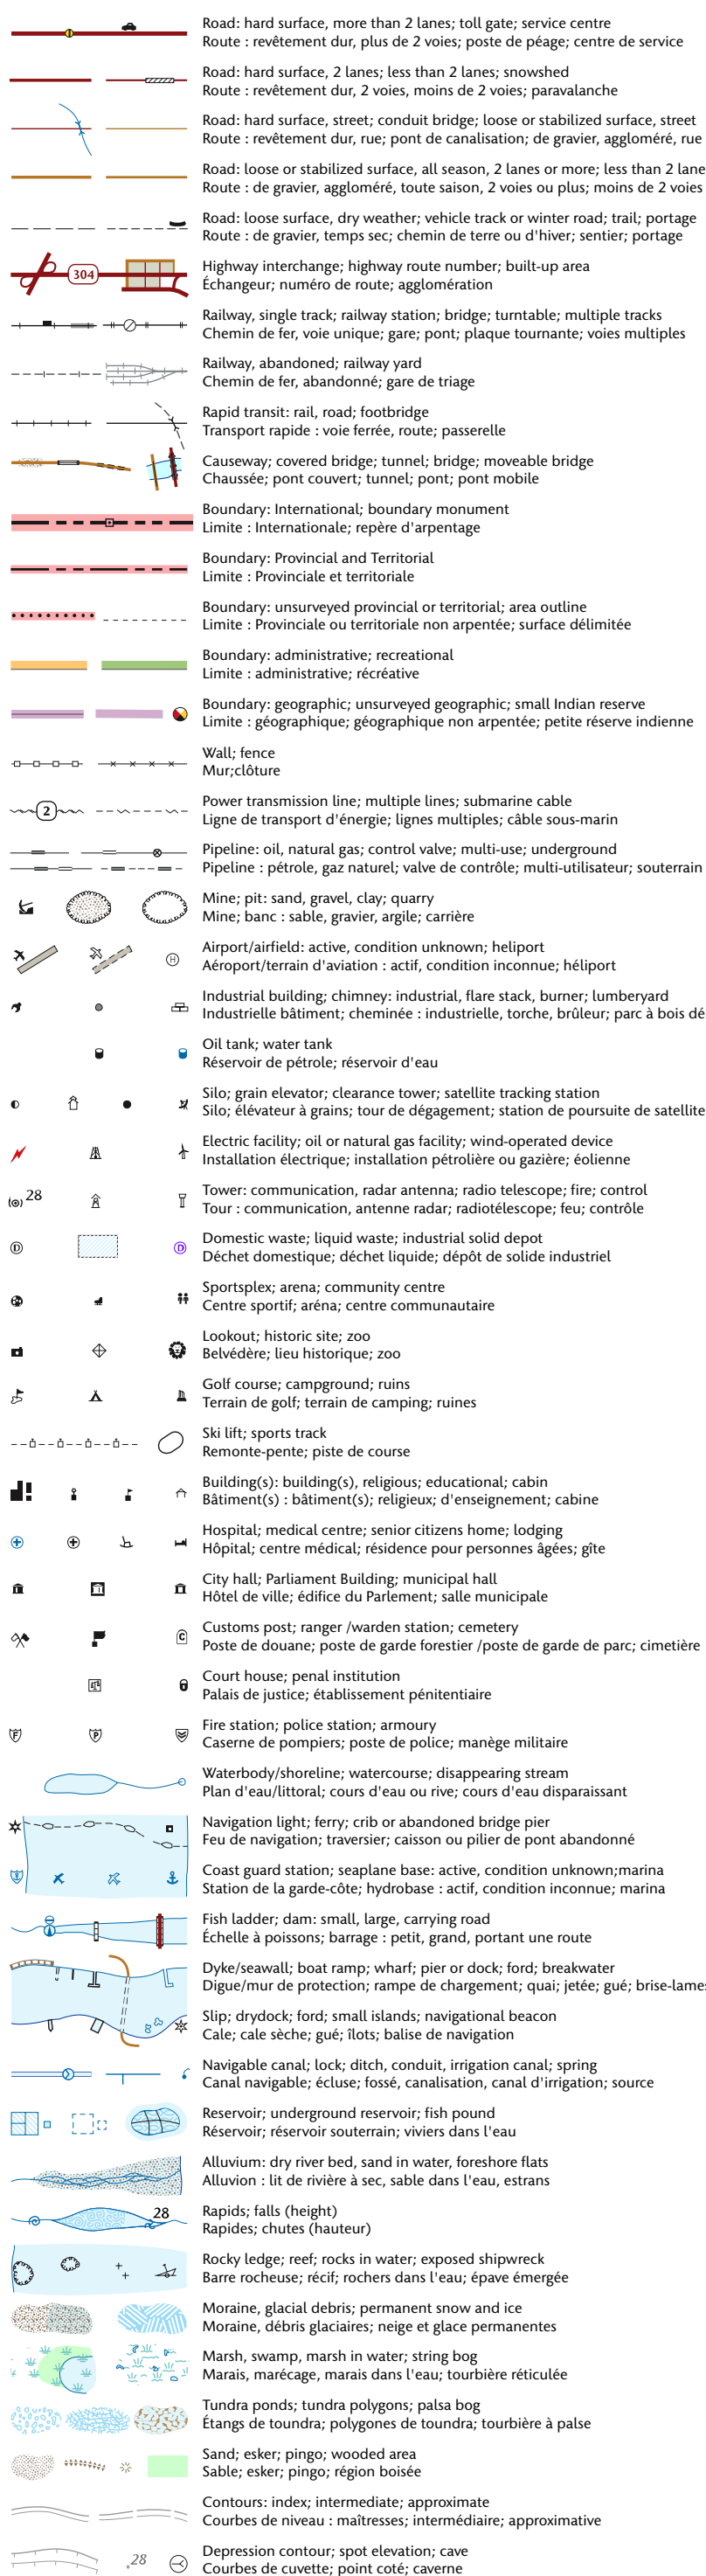 Road: hard surface, more than 2 lanes; toll gate; service centre
Route : revêtement dur, plus de 2 voies; poste de péage; centre de service
Road: hard surface, 2 lanes; less than 2 lanes; snowshed
Route : revêtement dur, 2 voies, moins de 2 voies; paravalanche
Road: hard surface, street; conduit bridge; loose or stabilized surface, street
Route : revêtement dur, rue; pont de canalisation; de gravier, aggloméré, rue
Road: loose or stabilized surface, all season, 2 lanes or more; less than 2 lane
Route : de gravier, aggloméré, toute saison, 2 voies ou plus; moins de 2 voies
Road: loose surface, dry weather; vehicle track or winter road; trail; portage
Route : de gravier, temps sec; chemin de terre ou d'hiver; sentier; portage
304
Highway interchange; highway route number; built-up area
Échangeur; numéro de route; agglomération
Railway, single track; railway station; bridge; turntable; multiple tracks
Chemin de fer, voie unique; gare; pont; plaque tournante; voies multiples
Railway, abandoned; railway yard
Chemin de fer, abandonné; gare de triage
Rapid transit: rail, road; footbridge
Transport rapide : voie ferrée, route; passerelle
Causeway; covered bridge; tunnel; bridge; moveable bridge
Chaussée; pont couvert; tunnel; pont; pont mobile
Boundary: International; boundary monument
Limite : Internationale; repère d'arpentage
Boundary: Provincial and Territorial
Limite : Provinciale et territoriale
Boundary: unsurveyed provincial or territorial; area outline
Limite : Provinciale ou territoriale non arpentée; surface délimitée
Boundary: administrative; recreational
Limite : administrative; récréative
Boundary: geographic; unsurveyed geographic; small Indian reserve
Limite : géographique; géographique non arpentée; petite réserve indienne
Wall; fence
Mur;clôture
2
Power transmission line; multiple lines; submarine cable
Ligne de transport d'énergie; lignes multiples; câble sous-marin
Pipeline: oil, natural gas; control valve; multi-use; underground
Pipeline : pétrole, gaz naturel; valve de contrôle; multi-utilisateur; souterrain
Mine; pit: sand, gravel, clay; quarry
Mine; banc : sable, gravier, argile; carrière
H
Airport/airfield: active, condition unknown; heliport
Aéroport/terrain d'aviation : actif, condition inconnue; héliport
Industrial building; chimney: industrial, flare stack, burner; lumberyard
Industrielle bâtiment; cheminée : industrielle, torche, brûleur; parc à bois dé
Oil tank; water tank
Réservoir de pétrole; réservoir d'eau
Silo; grain elevator; clearance tower; satellite tracking station
Silo; élévateur à grains; tour de dégagement; station de poursuite de satellite
Electric facility; oil or natural gas facility; wind-operated device
Installation électrique; installation pétrolière ou gazière; éolienne
28
Tower: communication, radar antenna; radio telescope; fire; control
Tour : communication, antenne radar; radiotélescope; feu; contrôle
D D
Domestic waste; liquid waste; industrial solid depot
Déchet domestique; déchet liquide; dépôt de solide industriel
Sportsplex; arena; community centre
Centre sportif; aréna; centre communautaire
Lookout; historic site; zoo
Belvédère; lieu historique; zoo
Golf course; campground; ruins
Terrain de golf; terrain de camping; ruines
Ski lift; sports track
Remonte-pente; piste de course
Building(s): building(s), religious; educational; cabin
Bâtiment(s) : bâtiment(s); religieux; d'enseignement; cabine
Hospital; medical centre; senior citizens home; lodging
Hôpital; centre médical; résidence pour personnes âgées; gîte
City hall; Parliament Building; municipal hall
Hôtel de ville; édifice du Parlement; salle municipale
C
Customs post; ranger /warden station; cemetery
Poste de douane; poste de garde forestier /poste de garde de parc; cimetière
Court house; penal institution
Palais de justice; établissement pénitentiaire
F P
Fire station; police station; armoury
Caserne de pompiers; poste de police; manège militaire
Waterbody/shoreline; watercourse; disappearing stream
Plan d'eau/littoral; cours d'eau ou rive; cours d'eau disparaissant
Navigation light; ferry; crib or abandoned bridge pier
Feu de navigation; traversier; caisson ou pilier de pont abandonné
Coast guard station; seaplane base: active, condition unknown;marina
Station de la garde-côte; hydrobase : actif, condition inconnue; marina
Fish ladder; dam: small, large, carrying road
Échelle à poissons; barrage : petit, grand, portant une route
Dyke/seawall; boat ramp; wharf; pier or dock; ford; breakwater
Digue/mur de protection; rampe de chargement; quai; jetée; gué; brise-lames
Slip; drydock; ford; small islands; navigational beacon
Cale; cale sèche; gué; îlots; balise de navigation
Navigable canal; lock; ditch, conduit, irrigation canal; spring
Canal navigable; écluse; fossé, canalisation, canal d'irrigation; source
Reservoir; underground reservoir; fish pound
Réservoir; réservoir souterrain; viviers dans l'eau
Alluvium: dry river bed, sand in water, foreshore flats
Alluvion : lit de rivière à sec, sable dans l'eau, estrans
28
Rapids; falls (height)
Rapides; chutes (hauteur)
Rocky ledge; reef; rocks in water; exposed shipwreck
Barre rocheuse; récif; rochers dans l'eau; épave émergée
Moraine, glacial debris; permanent snow and ice
Moraine, débris glaciaires; neige et glace permanentes
Marsh, swamp, marsh in water; string bog
Marais, marécage, marais dans l'eau; tourbière réticulée
Tundra ponds; tundra polygons; palsa bog
Étangs de toundra; polygones de toundra; tourbière à palse
Sand; esker; pingo; wooded area
Sable; esker; pingo; région boisée
Contours: index; intermediate; approximate
Courbes de niveau : maîtresses; intermédiaire; approximative
.28
Depression contour; spot elevation; cave
Courbes de cuvette; point coté; caverne